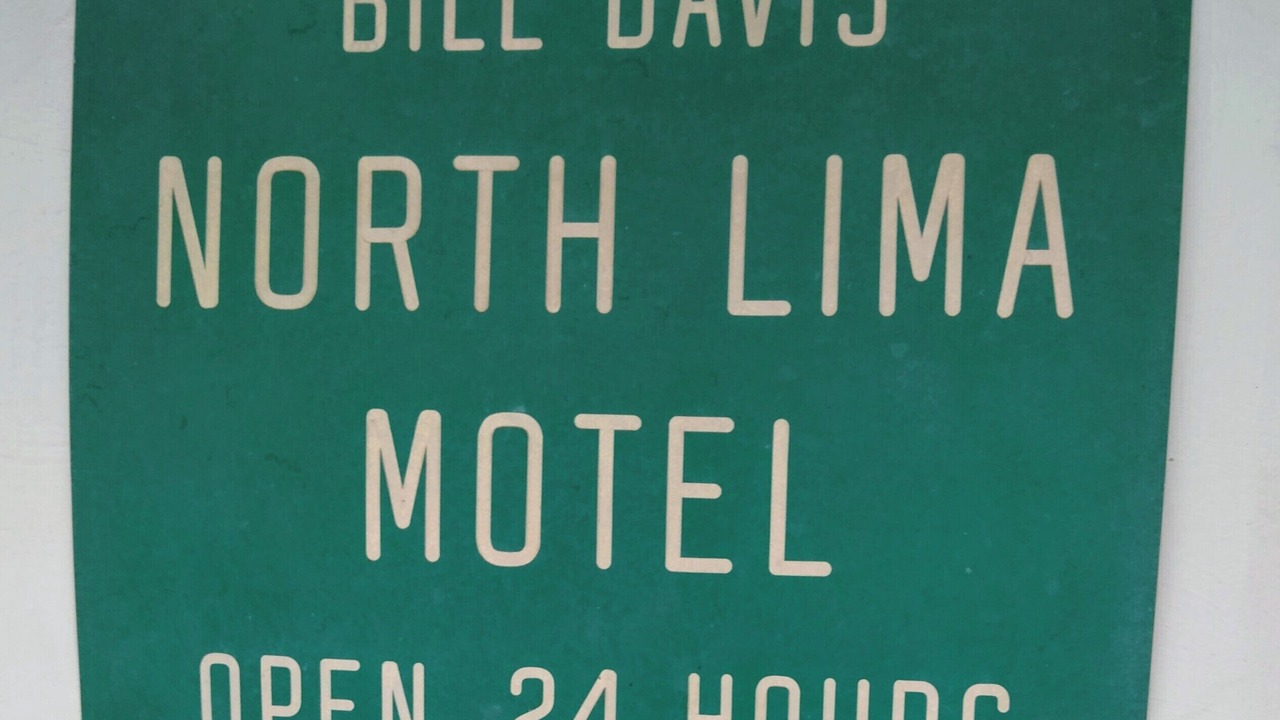 BILL DAVIS
NORTH LIMA
MOTEL
OPEN 24 HOURS